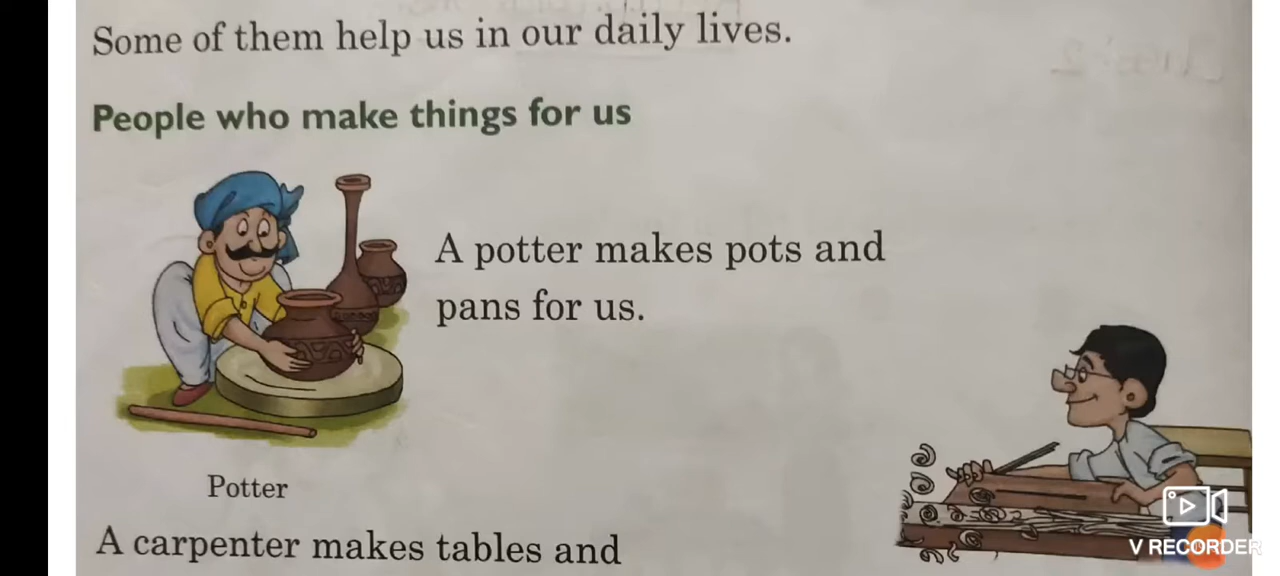 Some of them help us in our daily lives.
People who make things for us
A potter makes pots and
pans for us.
Potter
A carpenter makes tables and
V RECORDER